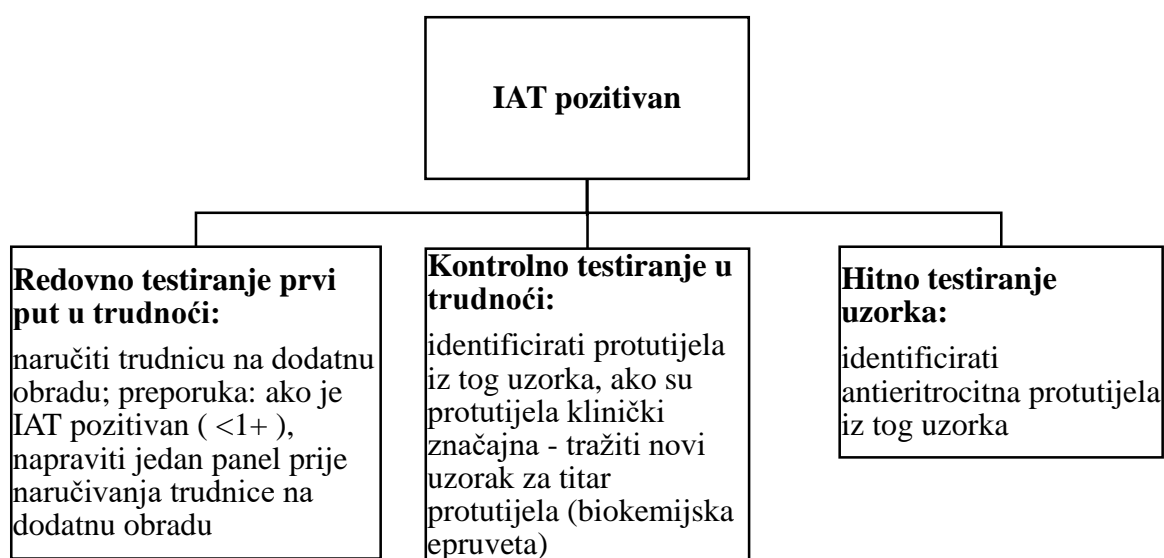 IAT pozitivan
Redovno testiranje prvi
put u trudnoći:
naručiti trudnicu na dodatnu
obradu; preporuka: ako je
IAT pozitivan ( <1+ ),
napraviti jedan panel prije
naručivanja trudnice na
dodatnu obradu
Kontrolno testiranje u
trudnoći:
identificirati protutijela
iz tog uzorka, ako su
protutijela klinički
značajna - tražiti novi
uzorak za titar
protutijela (biokemijska
epruveta)
Hitno testiranje
uzorka:
identificirati
antieritrocitna protutijela
iz tog uzorka